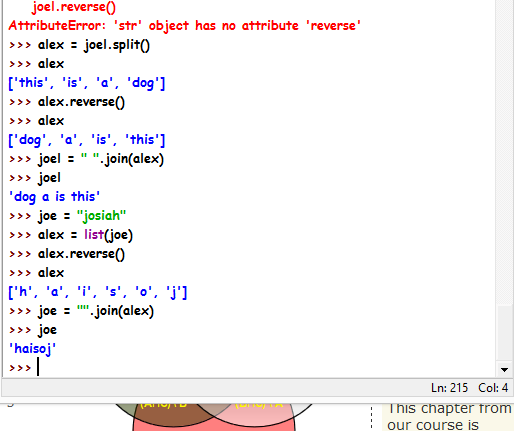 joel.reverse()
AttributeError: 'str' object has no attribute 'reverse'
>>> alex = joel.split()
>>> alex
['this', 'is', 'a', 'dog']
>>> alex.reverse()
>>> alex
['dog', 'a', 'is', 'this']
>>> joel = " ".join(alex)
>>> joel
'dog a is this'
>>> joe = "josiah"
>>> alex = list(joe)
>>> alex.reverse()
>>> alex
['h', 'a', 'i', 's', 'o', 'j']
>>> joe = "".join(alex)
>>> joe
'haisoj'
>>>
Ln: 215 Col: 4
This chapter from
our course is